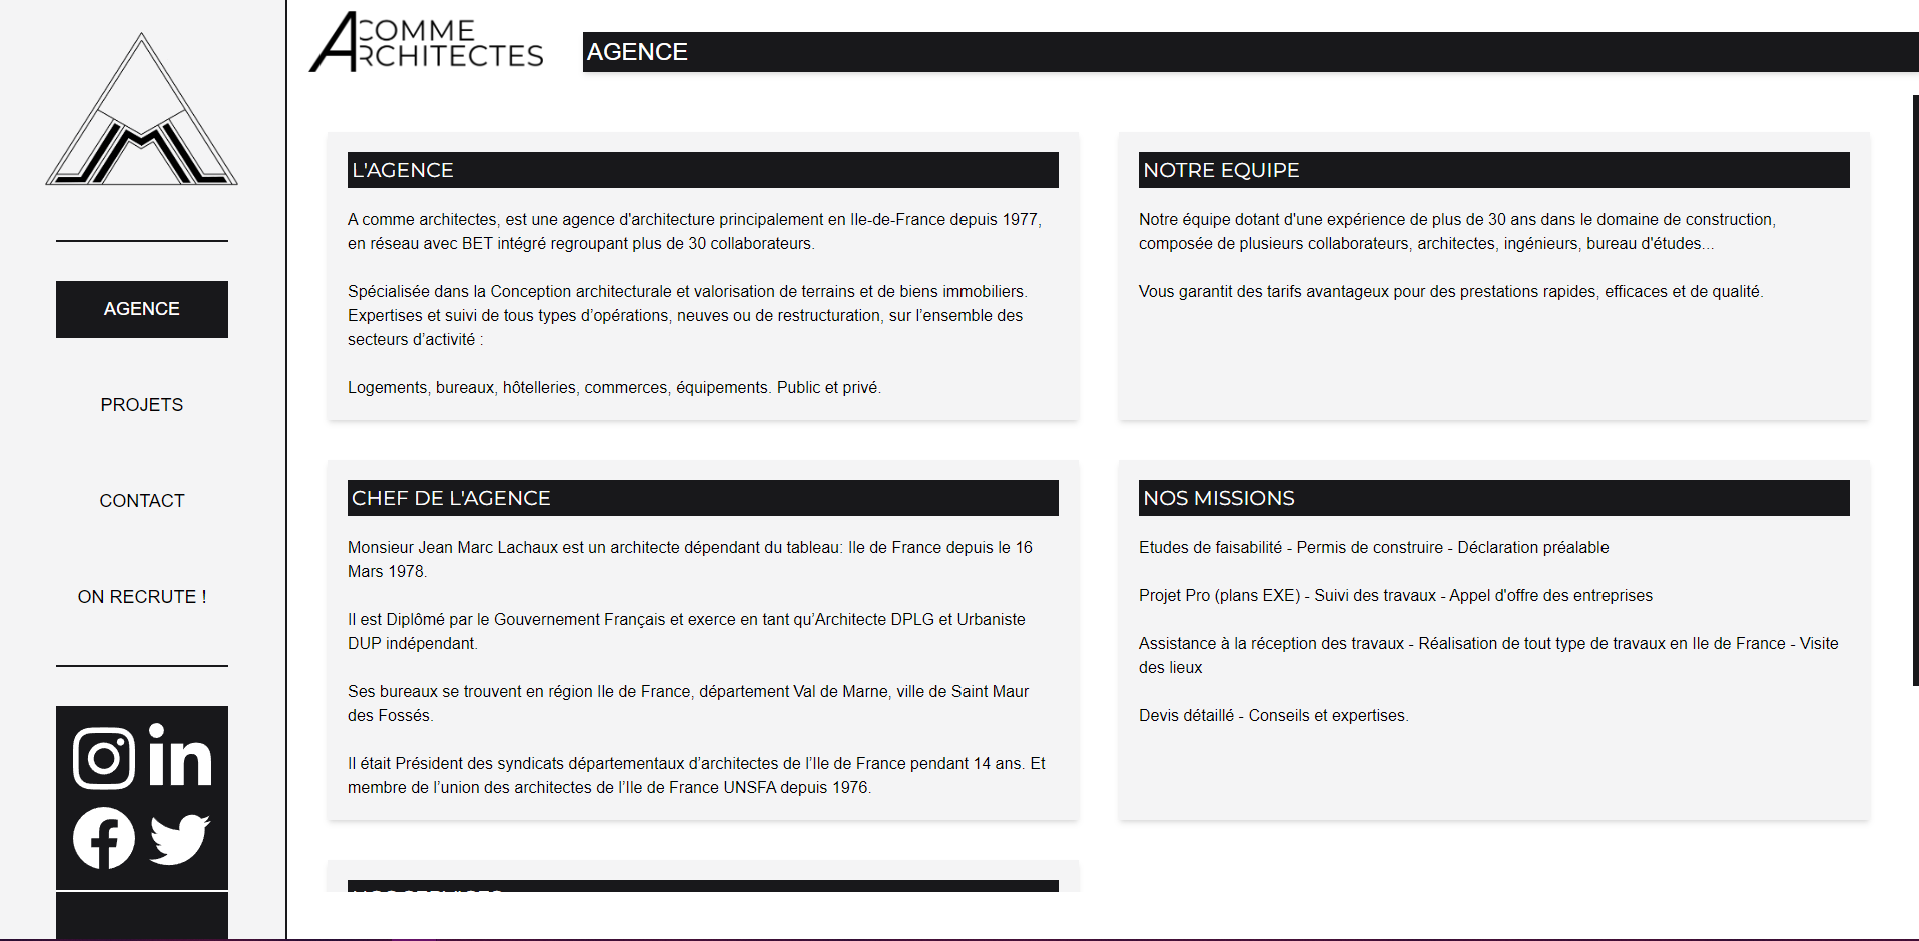 ACOMME
ARCHITECTES
AGENCE
AGENCE
PROJETS
CONTACT
ON RECRUTE !
L'AGENCE
A comme architectes, est une agence d'architecture principalement en Ile-de-France depuis 1977,
en réseau avec BET intégré regroupant plus de 30 collaborateurs.
Spécialisée dans la Conception architecturale et valorisation de terrains et de biens immobiliers.
Expertises et suivi de tous types d’opérations, neuves ou de restructuration, sur l’ensemble des
secteurs d’activité :
Logements, bureaux, hôtelleries, commerces, équipements. Public et privé.
NOTRE EQUIPE
Notre équipe dotant d'une expérience de plus de 30 ans dans le domaine de construction,
composée de plusieurs collaborateurs, architectes, ingénieurs, bureau d'études...
Vous garantit des tarifs avantageux pour des prestations rapides, efficaces et de qualité.
CHEF DE L'AGENCE
Monsieur Jean Marc Lachaux est un architecte dépendant du tableau: Ile de France depuis le 16
Mars 1978.
Il est Diplômé par le Gouvernement Français et exerce en tant qu’Architecte DPLG et Urbaniste
DUP indépendant.
Ses bureaux se trouvent en région Ile de France, département Val de Marne, ville de Saint Maur
des Fossés.
Il était Président des syndicats départementaux d’architectes de l’Ile de France pendant 14 ans. Et
membre de l’union des architectes de l’Ile de France UNSFA depuis 1976.
NOS MISSIONS
Etudes de faisabilité - Permis de construire - Déclaration préalable
Projet Pro (plans EXE) - Suivi des travaux - Appel d'offre des entreprises
Assistance à la réception des travaux - Réalisation de tout type de travaux en Ile de France - Visite
des lieux
Devis détaillé - Conseils et expertises.